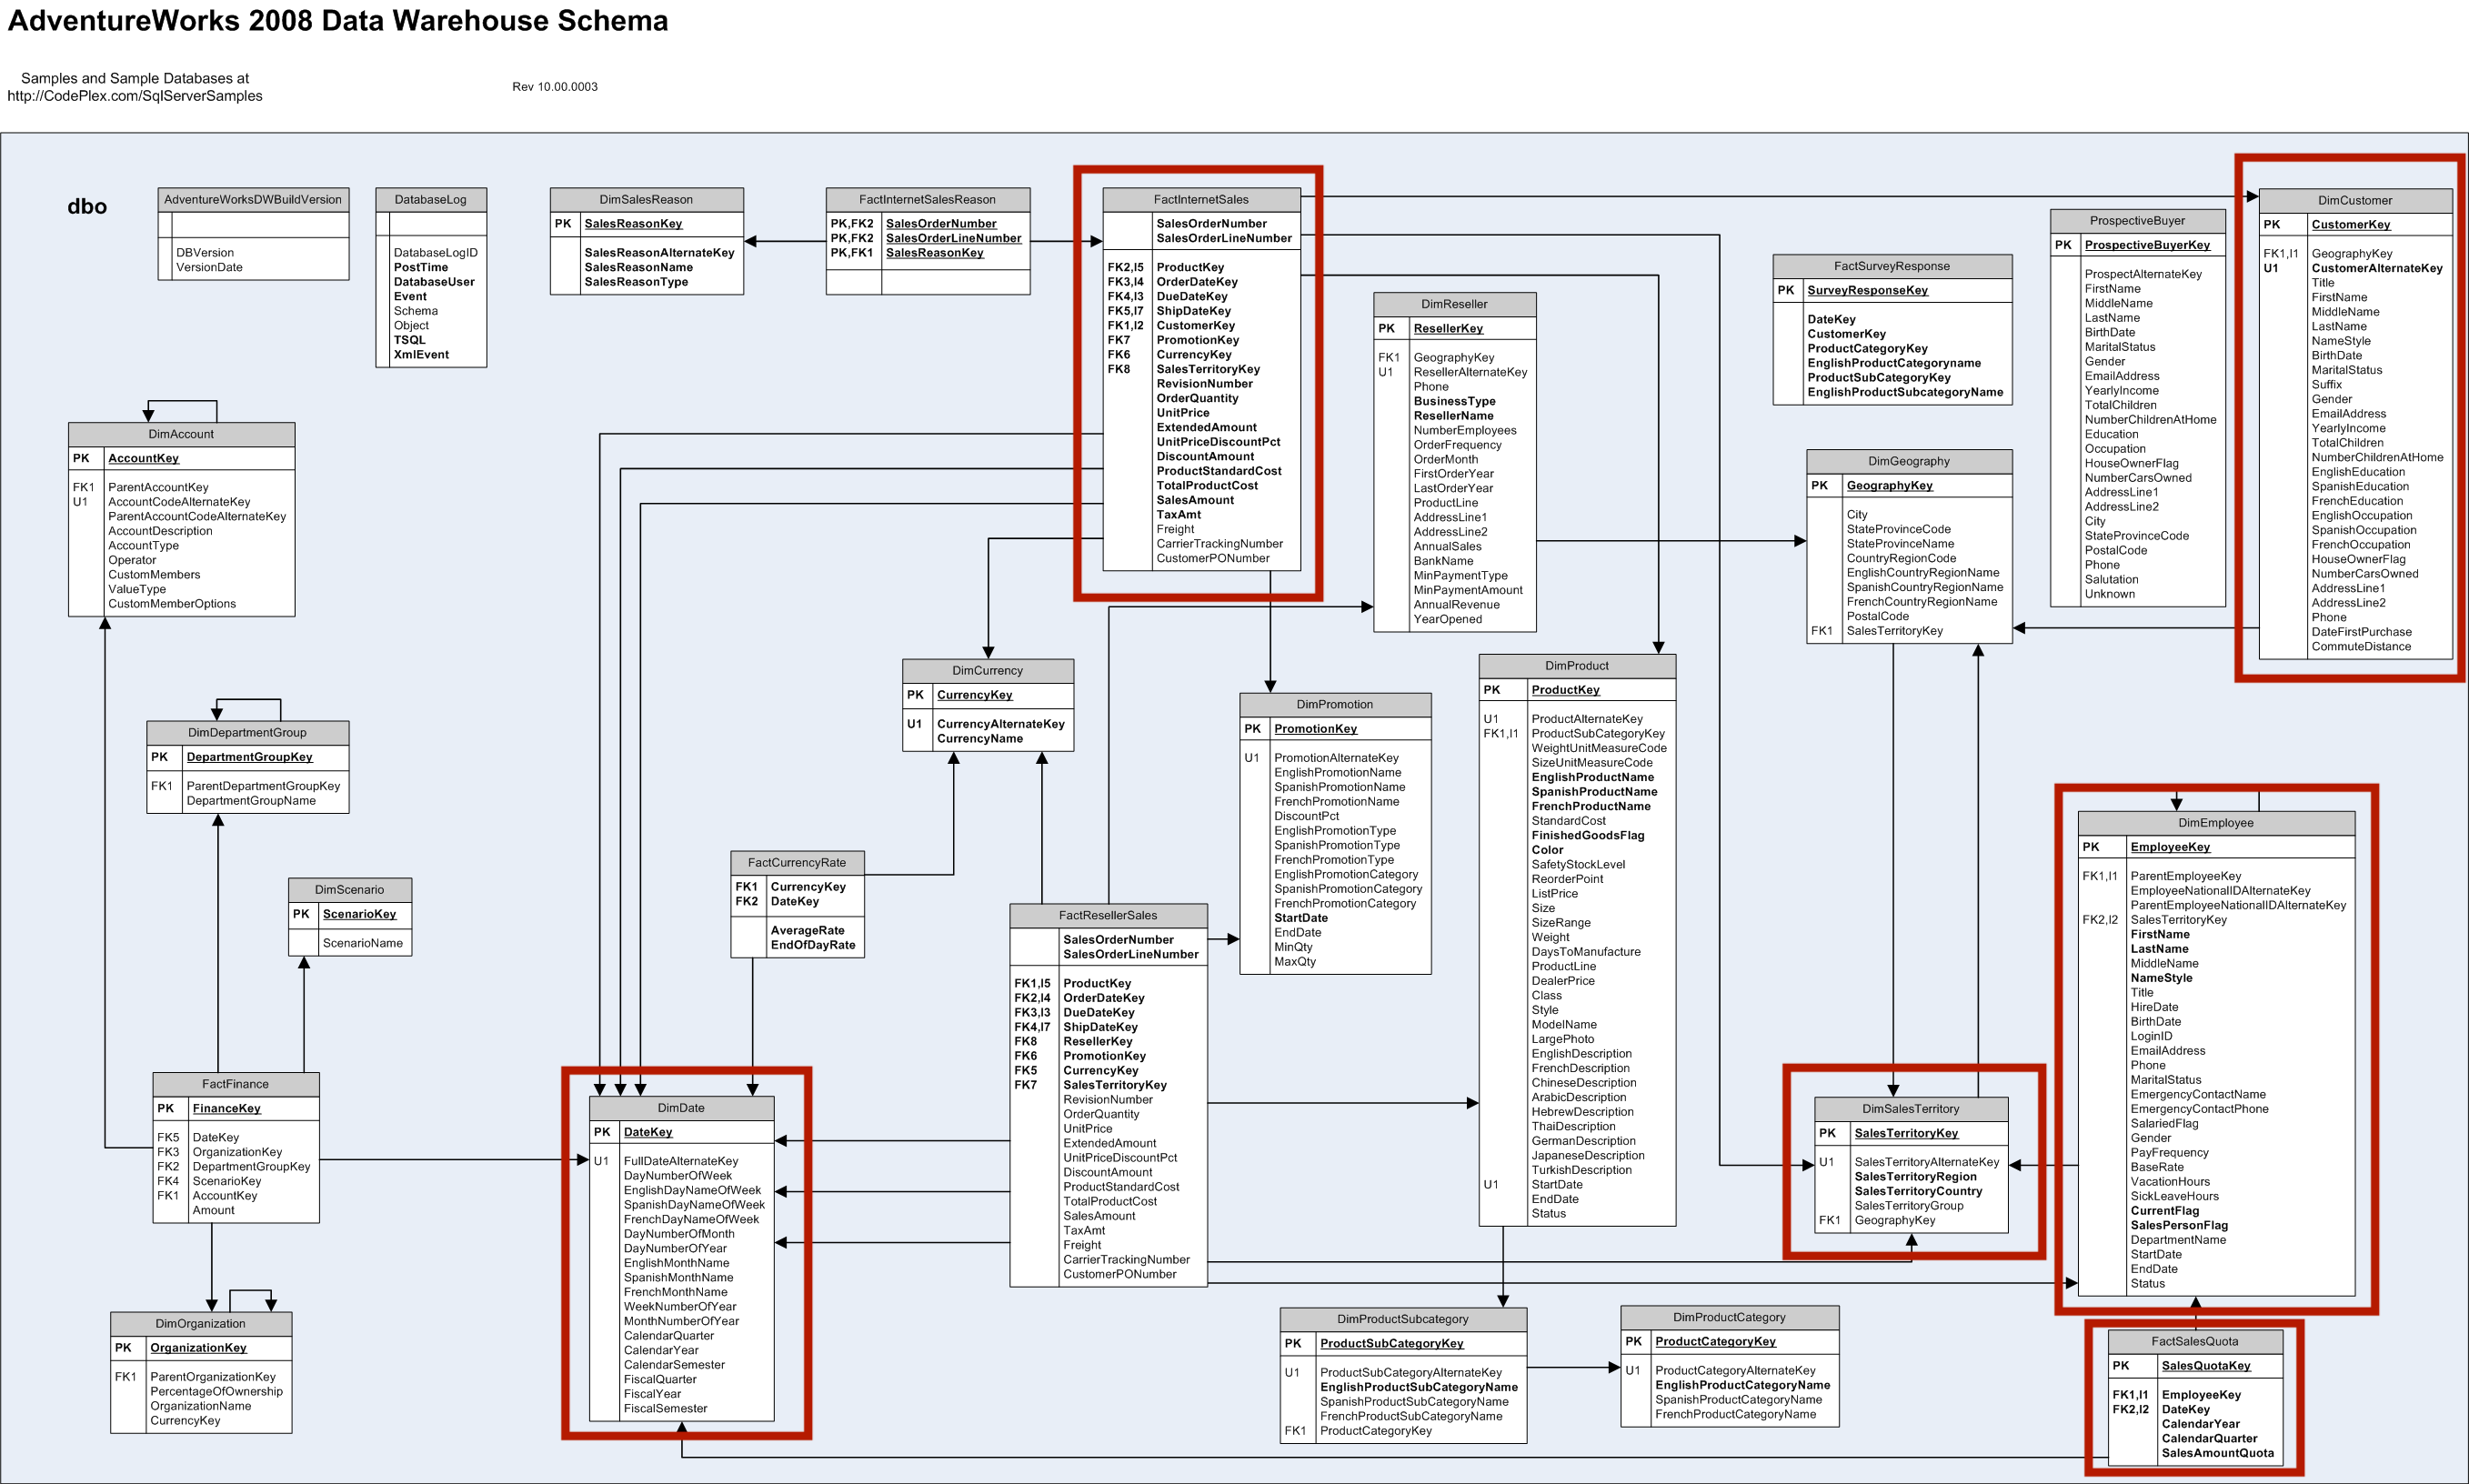 AdventureWorks 2008 Data Warehouse Schema
Samples and Sample Databases at
http://CodePlex.com/SqlServerSamples
Rev 10.00.0003
dbo
AdventureWorksDWBuildVersion
DBVersion
VersionDate
DatabaseLog
DatabaseLogID
PostTime
DatabaseUser
Event
Schema
Object
TSQL
XmlEvent
DimSalesReason
PK SalesReasonKey
SalesReasonAlternateKey
SalesReasonName
SalesReasonType
FactInternetSalesReason
PK,FK2 SalesOrderNumber
PK,FK2 SalesOrderLineNumber
PK,FK1 SalesReasonKey
FactInternetSales
SalesOrderNumber
SalesOrderLineNumber
FK2,I5 ProductKey
FK3,I4 OrderDateKey
FK4,I3 DueDateKey
FK5,I7 ShipDateKey
FK1,I2 CustomerKey
FK7 PromotionKey
FK6 CurrencyKey
FK8 SalesTerritoryKey
RevisionNumber
OrderQuantity
UnitPrice
ExtendedAmount
UnitPriceDiscountPct
DiscountAmount
ProductStandardCost
TotalProductCost
SalesAmount
TaxAmt
Freight
CarrierTrackingNumber
CustomerPONumber
DimReseller
PK ResellerKey
FK1 GeographyKey
U1 ResellerAlternateKey
Phone
BusinessType
ResellerName
NumberEmployees
OrderFrequency
OrderMonth
FirstOrderYear
LastOrderYear
ProductLine
AddressLine1
AddressLine2
AnnualSales
BankName
MinPaymentType
MinPaymentAmount
AnnualRevenue
YearOpened
FactSurveyResponse
PK SurveyResponseKey
DateKey
CustomerKey
ProductCategoryKey
EnglishProductCategoryname
ProductSubCategoryKey
EnglishProductSubcategoryName
ProspectiveBuyer
PK ProspectiveBuyerKey
ProspectAlternateKey
FirstName
MiddleName
LastName
BirthDate
MaritalStatus
Gender
EmailAddress
YearlyIncome
TotalChildren
NumberChildrenAtHome
Education
Occupation
HouseOwnerFlag
NumberCarsOwned
AddressLine1
AddressLine2
City
StateProvinceCode
PostalCode
Phone
Salutation
Unknown
DimCustomer
PK CustomerKey
FK1,I1 GeographyKey
U1 CustomerAlternateKey
Title
FirstName
MiddleName
LastName
NameStyle
BirthDate
MaritalStatus
Suffix
Gender
EmailAddress
YearlyIncome
TotalChildren
NumberChildrenAtHome
EnglishEducation
SpanishEducation
FrenchEducation
EnglishOccupation
SpanishOccupation
FrenchOccupation
HouseOwnerFlag
NumberCarsOwned
AddressLine1
AddressLine2
Phone
DateFirstPurchase
CommuteDistance
DimAccount
PK AccountKey
FK1 ParentAccountKey
U1 AccountCodeAlternateKey
ParentAccountCodeAlternateKey
AccountDescription
AccountType
Operator
CustomMembers
ValueType
CustomMemberOptions
DimGeography
PK GeographyKey
City
StateProvinceCode
StateProvinceName
CountryRegionCode
EnglishCountryRegionName
SpanishCountryRegionName
FrenchCountryRegionName
PostalCode
FK1 SalesTerritoryKey
DimCurrency
PK CurrencyKey
U1 CurrencyAlternateKey
CurrencyName
DimPromotion
PK PromotionKey
U1 PromotionAlternateKey
EnglishPromotionName
SpanishPromotionName
FrenchPromotionName
DiscountPct
EnglishPromotionType
SpanishPromotionType
FrenchPromotionType
EnglishPromotionCategory
SpanishPromotionCategory
FrenchPromotionCategory
StartDate
EndDate
MinQty
MaxQty
DimProduct
PK ProductKey
U1 ProductAlternateKey
FK1,I1 ProductSubCategoryKey
WeightUnitMeasureCode
SizeUnitMeasureCode
EnglishProductName
SpanishProductName
FrenchProductName
StandardCost
FinishedGoodsFlag
Color
SafetyStockLevel
ReorderPoint
ListPrice
Size
SizeRange
Weight
DaysToManufacture
ProductLine
DealerPrice
Class
Style
ModelName
LargePhoto
EnglishDescription
FrenchDescription
ChineseDescription
ArabicDescription
HebrewDescription
ThaiDescription
GermanDescription
JapaneseDescription
TurkishDescription
U1 StartDate
EndDate
Status
DimDepartmentGroup
PK DepartmentGroupKey
FK1 ParentDepartmentGroupKey
DepartmentGroupName
DimScenario
PK ScenarioKey
ScenarioName
FactCurrencyRate
FK1 CurrencyKey
FK2 DateKey
AverageRate
EndOfDayRate
FactResellerSales
SalesOrderNumber
SalesOrderLineNumber
FK1,I5 ProductKey
FK2,I4 OrderDateKey
FK3,I3 DueDateKey
FK4,I7 ShipDateKey
FK8 ResellerKey
FK6 PromotionKey
FK5 CurrencyKey
FK7 SalesTerritoryKey
RevisionNumber
OrderQuantity
UnitPrice
ExtendedAmount
UnitPriceDiscountPct
DiscountAmount
ProductStandardCost
TotalProductCost
SalesAmount
TaxAmt
Freight
CarrierTrackingNumber
CustomerPONumber
DimEmployee
PK EmployeeKey
FK1,I1 ParentEmployeeKey
EmployeeNationalIDAlternateKey
ParentEmployeeNationalIDAlternateKey
FK2,I2 SalesTerritoryKey
FirstName
LastName
MiddleName
NameStyle
Title
HireDate
BirthDate
LoginID
EmailAddress
Phone
MaritalStatus
EmergencyContactName
EmergencyContactPhone
SalariedFlag
Gender
PayFrequency
BaseRate
VacationHours
SickLeaveHours
CurrentFlag
SalesPersonFlag
DepartmentName
StartDate
EndDate
Status
FactFinance
PK FinanceKey
FK5 DateKey
FK3 OrganizationKey
FK2 DepartmentGroupKey
FK4 ScenarioKey
FK1 AccountKey
Amount
DimDate
PK DateKey
U1 FullDateAlternateKey
DayNumberOfWeek
EnglishDayNameOfWeek
SpanishDayNameOfWeek
FrenchDayNameOfWeek
DayNumberOfMonth
DayNumberOfYear
EnglishMonthName
SpanishMonthName
FrenchMonthName
WeekNumberOfYear
MonthNumberOfYear
CalendarQuarter
CalendarYear
CalendarSemester
FiscalQuarter
FiscalYear
FiscalSemester
DimSalesTerritory
PK SalesTerritoryKey
U1 SalesTerritoryAlternateKey
SalesTerritoryRegion
SalesTerritoryCountry
SalesTerritoryGroup
FK1 GeographyKey
DimOrganization
PK OrganizationKey
FK1 ParentOrganizationKey
PercentageOfOwnership
OrganizationName
CurrencyKey
DimProductSubcategory
PK ProductSubCategoryKey
U1 ProductSubCategoryAlternateKey
EnglishProductSubCategoryName
SpanishProductSubCategoryName
FrenchProductSubCategoryName
FK1 ProductCategoryKey
DimProductCategory
PK ProductCategoryKey
U1 ProductCategoryAlternateKey
EnglishProductCategoryName
SpanishProductCategoryName
FrenchProductCategoryName
FactSalesQuota
PK SalesQuotaKey
FK1,I1 EmployeeKey
FK2,I2 DateKey
CalendarYear
CalendarQuarter
SalesAmountQuota